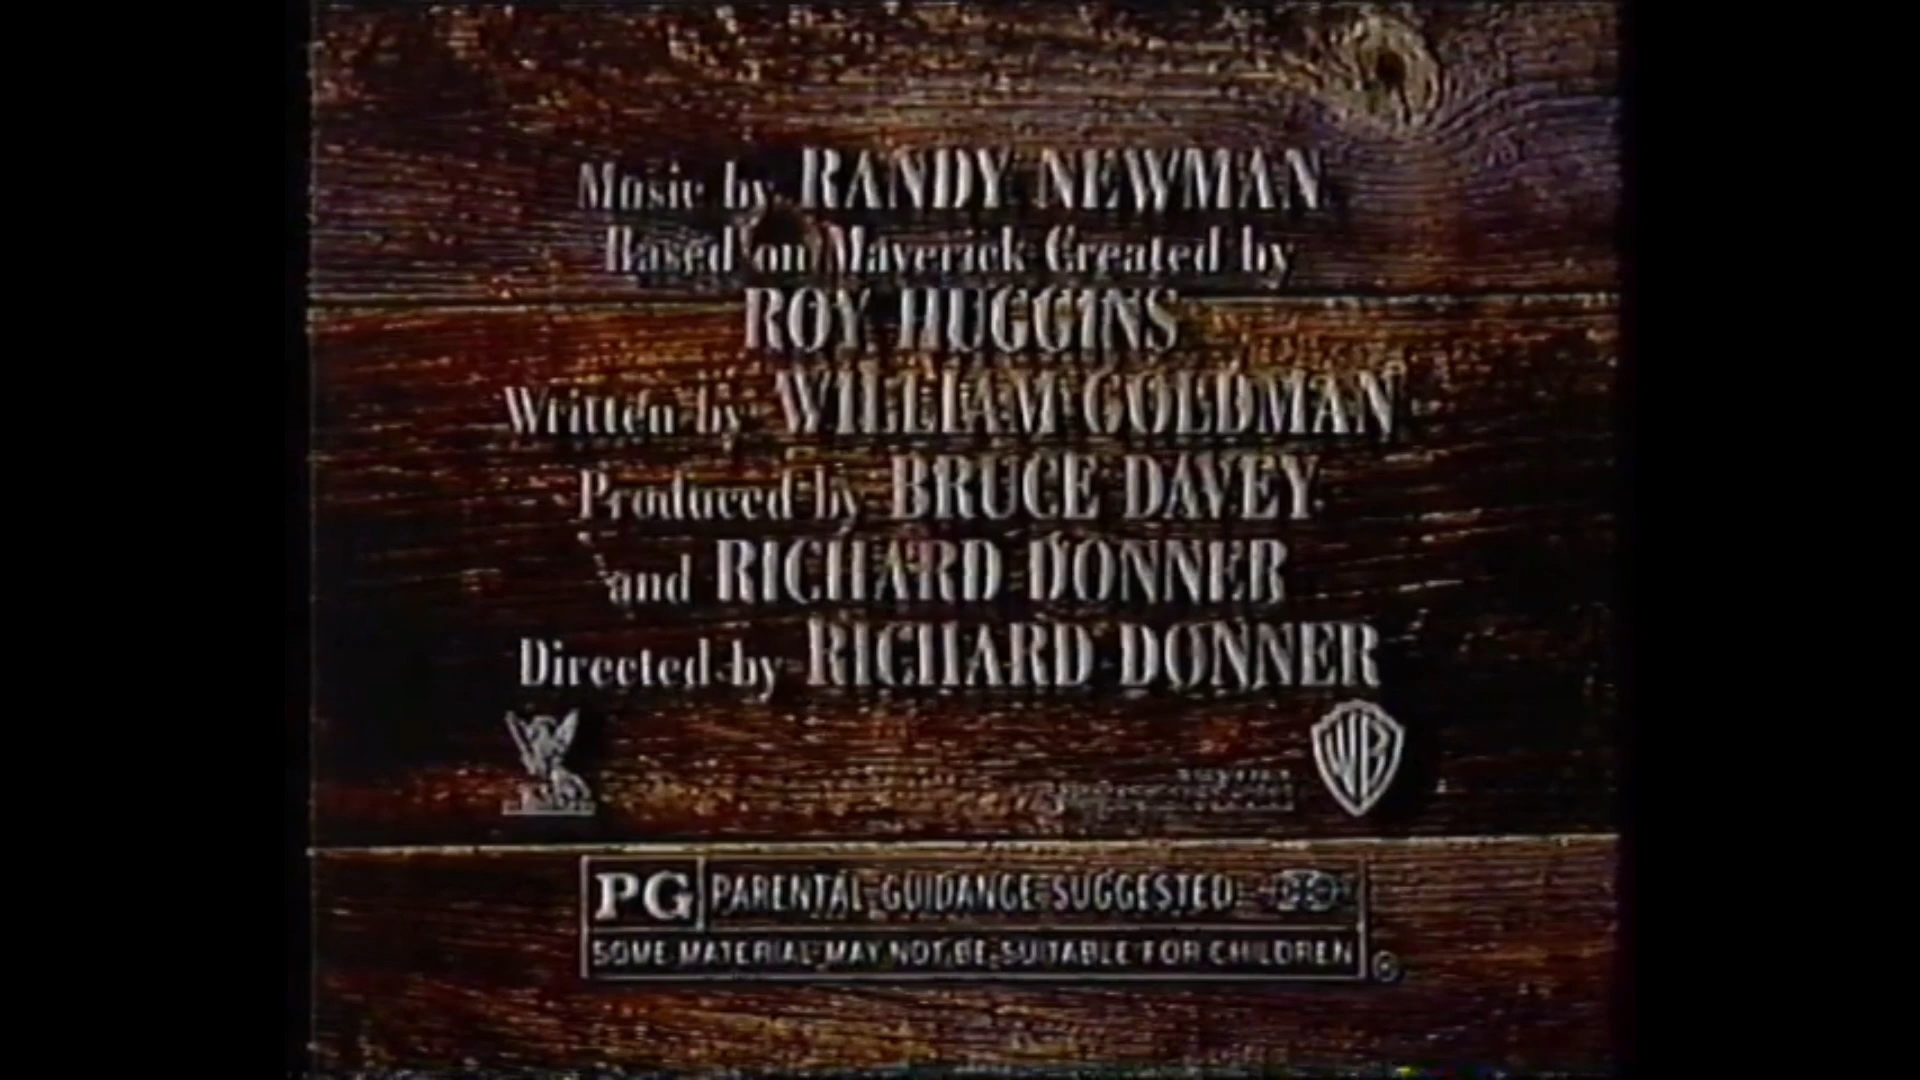 Music by RANDY NEWMAN
Based on Maverick Created by
ROY HUGGINS
Written by WILLIAM GOLDMAN
Produced by BRUCE DAVEY
and RICHARD DONNER
Directed by RICHARD DONNER
WB
PG PARENTAL GUIDANCE SUGGESTED
SOME MATERIAL MAY NOT BE SUITABLE FOR CHILDREN ®